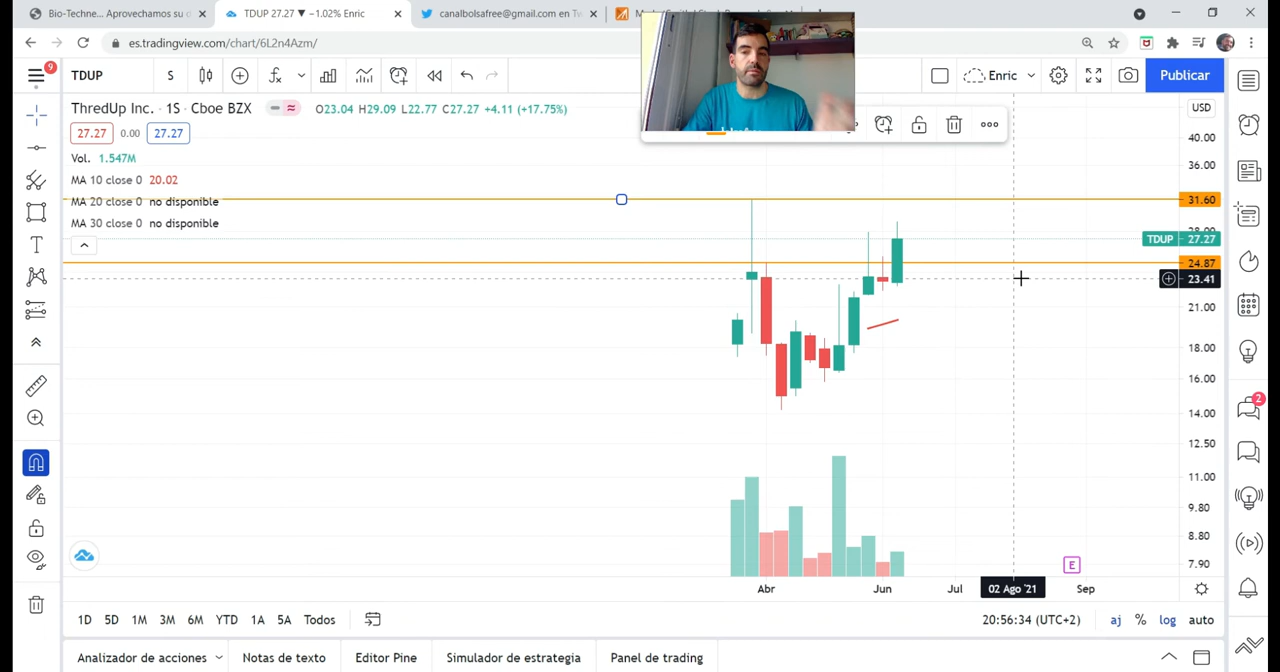 Bio-Techne... Aprovechamos su d
TDUP 27.27 ▼ −1.02% Enric
canalbolsafree@gmail.com en Tw
es.tradingview.com/chart/6L2n4Azm/
9
TDUP
S
Enric
Publicar
ThredUp Inc. · 1S · Cboe BZX
O23.04 H29.09 L22.77 C27.27 +4.11 (+17.75%)
USD
27.27 0.00 27.27
40.00
Vol. 1.547M
36.00
MA 10 close 0 20.02
MA 20 close 0 no disponible
31.60
MA 30 close 0 no disponible
28.00
TDUP 27.27
24.87
23.41
21.00
18.00
16.00
14.00
2
12.50
11.00
9.80
8.80
E
7.90
Abr Jun Jul 02 Ago '21 Sep
1D 5D 1M 3M 6M YTD 1A 5A Todos
20:56:34 (UTC+2) aj % log auto
Analizador de acciones Notas de texto Editor Pine Simulador de estrategia Panel de trading